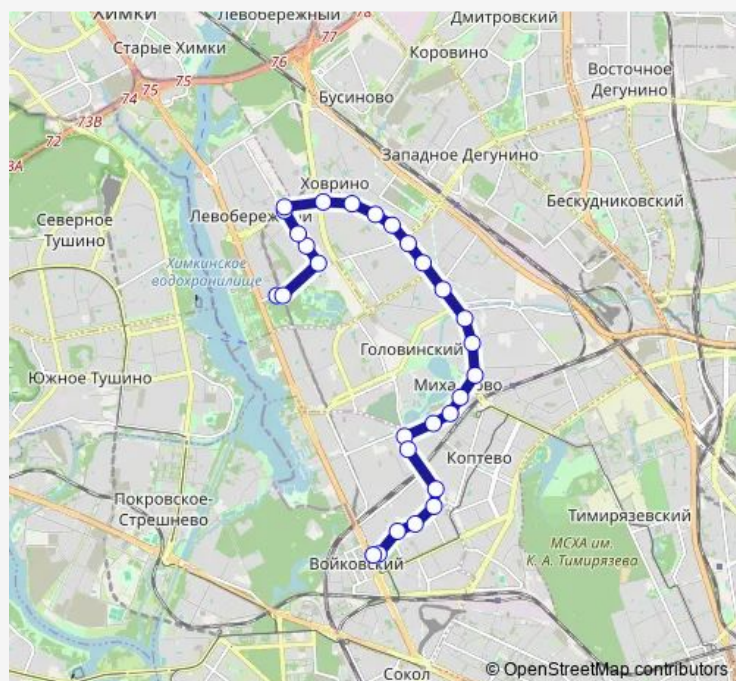 ХИМКИ
Левобережный
Дмитровский
77
78
Старые Химки
Коровино
76
75
75
74
Восточное
Дегунино
73В
Бусиново
72
Западное Дегунино
Ховрино
Бескудниковский
Северное
Тушино
Левобережный
Химкинское
водохранилище
Головинский
Южное Тушино
Михалково
Коптево
Покровское-
Стрешнево
Тимирязевский
МСХА им.
К. А. Тимирязева
Войковский
Сокол
© OpenStreetMap contributors